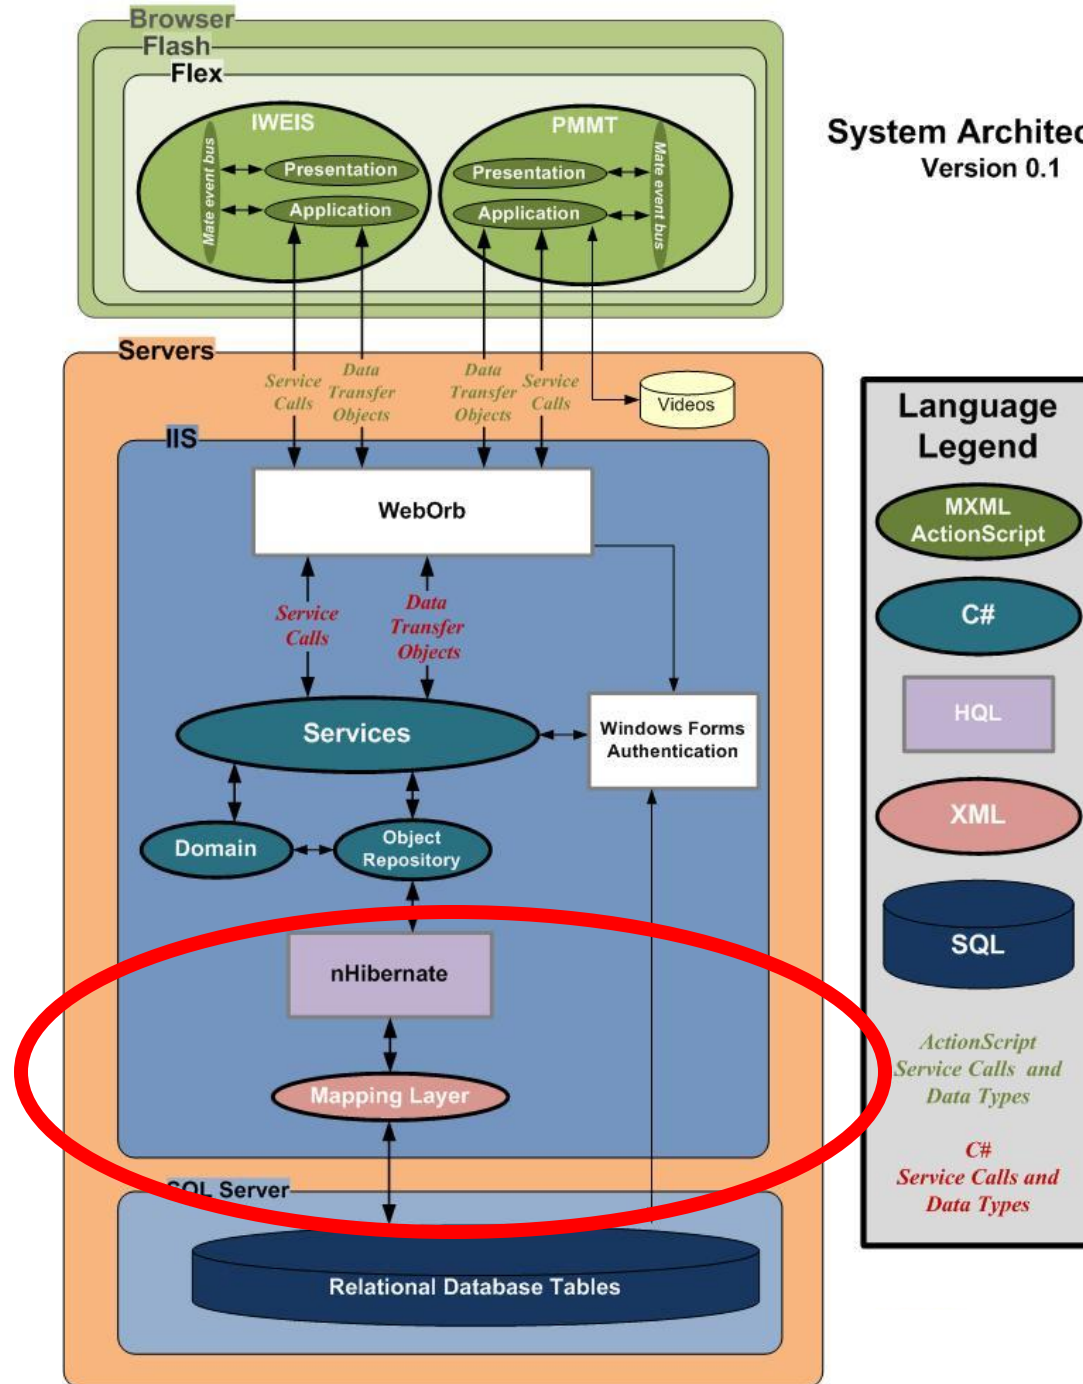 Browser
Flash
Flex
IWEIS
Mate event bus
Presentation
Application
PMMT
Presentation
Application
Mate event bus
System Architec
Version 0.1
Servers
Service
Calls
Data
Transfer
Objects
Data
Transfer
Objects
Service
Calls
Videos
IIS
WebOrb
Service
Calls
Data
Transfer
Objects
Services
Windows Forms
Authentication
Domain
Object
Repository
nHibernate
Mapping Layer
SQL Server
Relational Database Tables
Language
Legend
MXML
ActionScript
C#
HQL
XML
SQL
ActionScript
Service Calls and
Data Types
C#
Service Calls and
Data Types